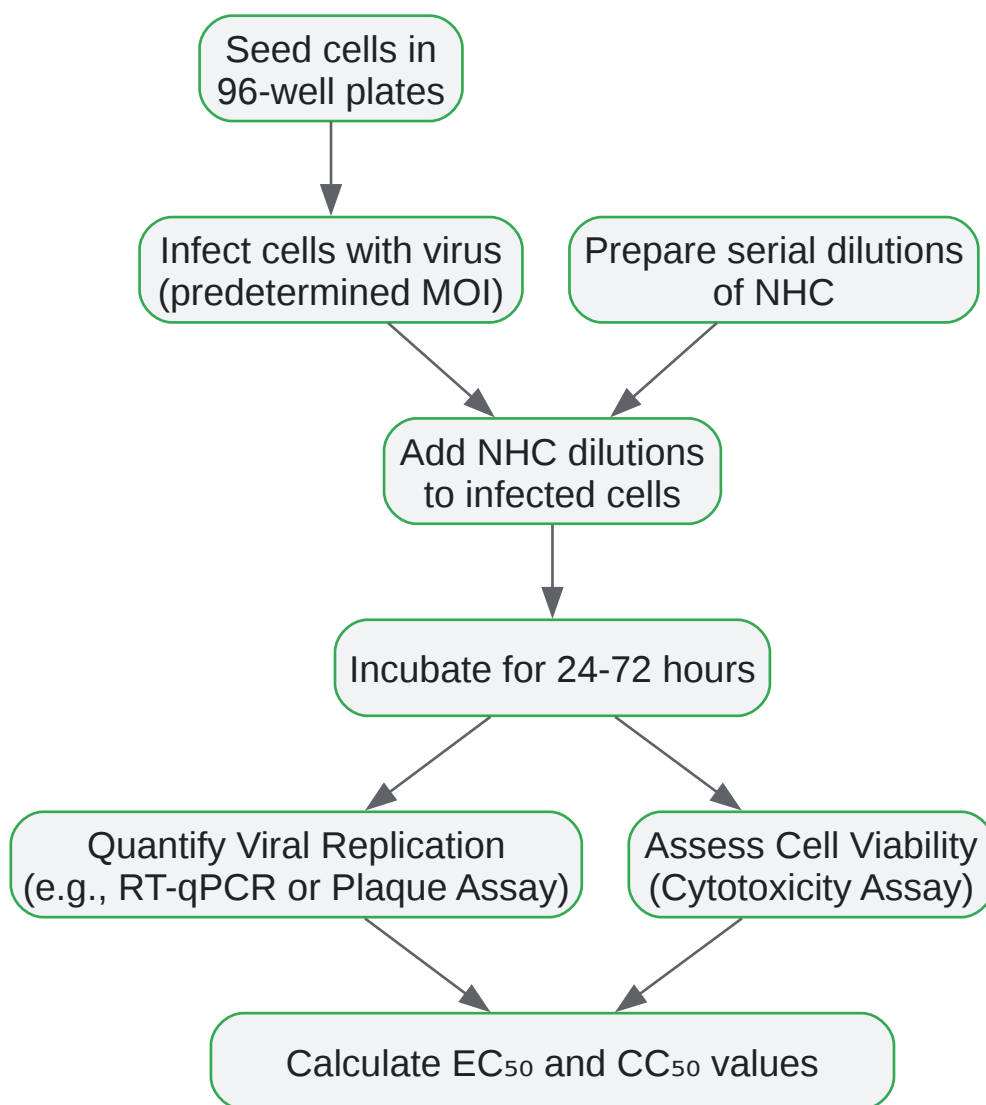 Seed cells in
96-well plates
Infect cells with virus
(predetermined MOI)
Prepare serial dilutions
of NHC
Add NHC dilutions
to infected cells
Incubate for 24-72 hours
Quantify Viral Replication
(e.g., RT-qPCR or Plaque Assay)
Assess Cell Viability
(Cytotoxicity Assay)
Calculate EC₅₀ and CC₅₀ values